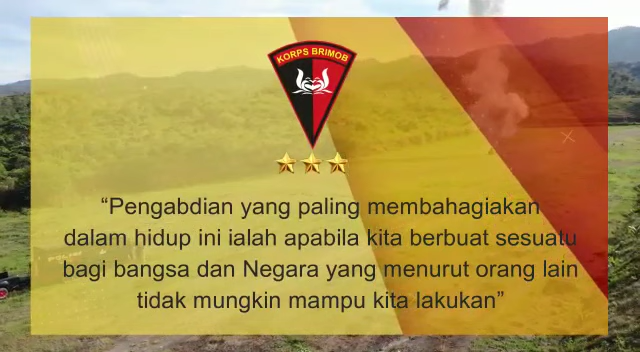 KORPS BRIMOB
“Pengabdian yang paling membahagiakan
dalam hidup ini ialah apabila kita berbuat sesuatu
bagi bangsa dan Negara yang menurut orang lain
tidak mungkin mampu kita lakukan”